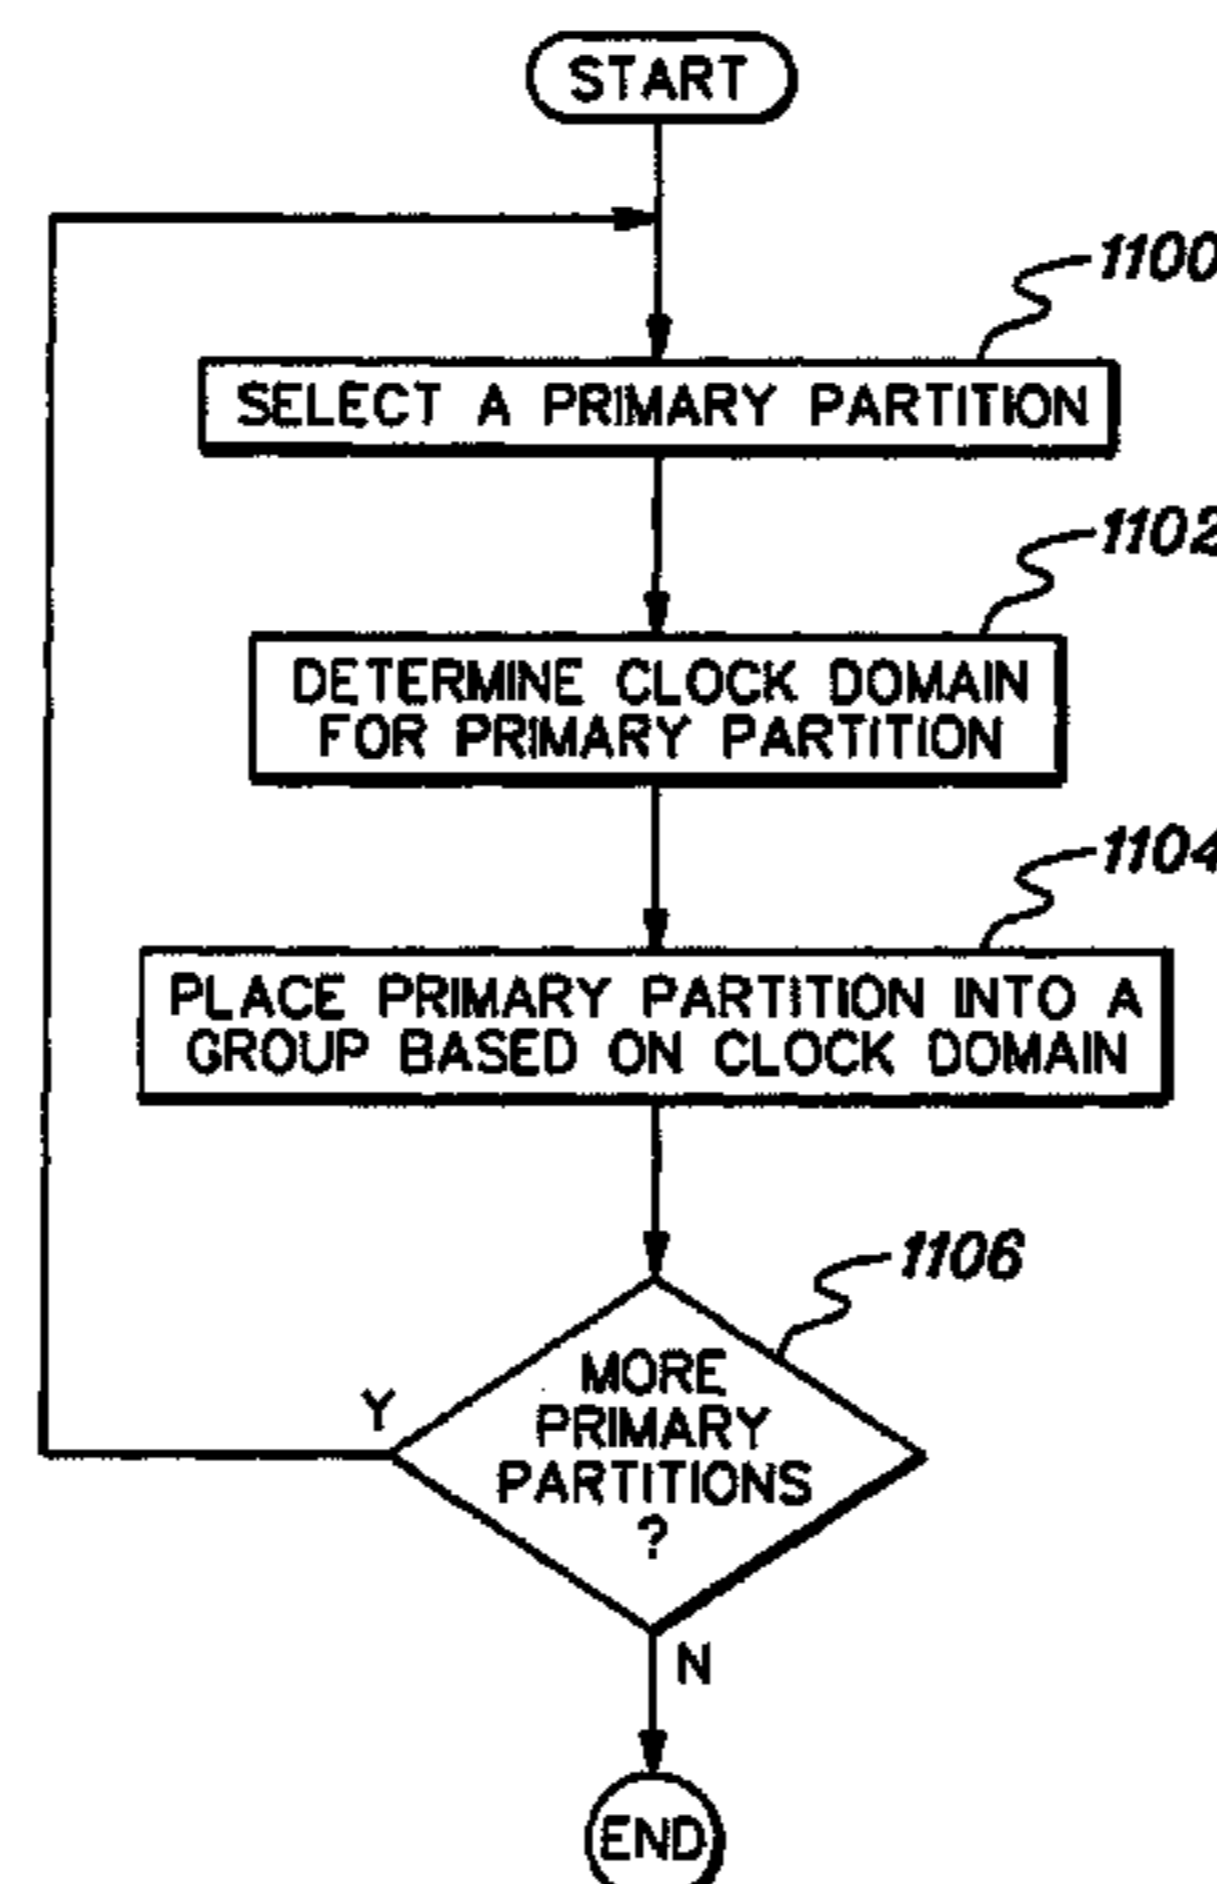 START
1100
SELECT A PRIMARY PARTITION
1102
DETERMINE CLOCK DOMAIN
FOR PRIMARY PARTITION
1104
PLACE PRIMARY PARTITION INTO A
GROUP BASED ON CLOCK DOMAIN
1106
MORE
PRIMARY
PARTITIONS
?
Y
N
END